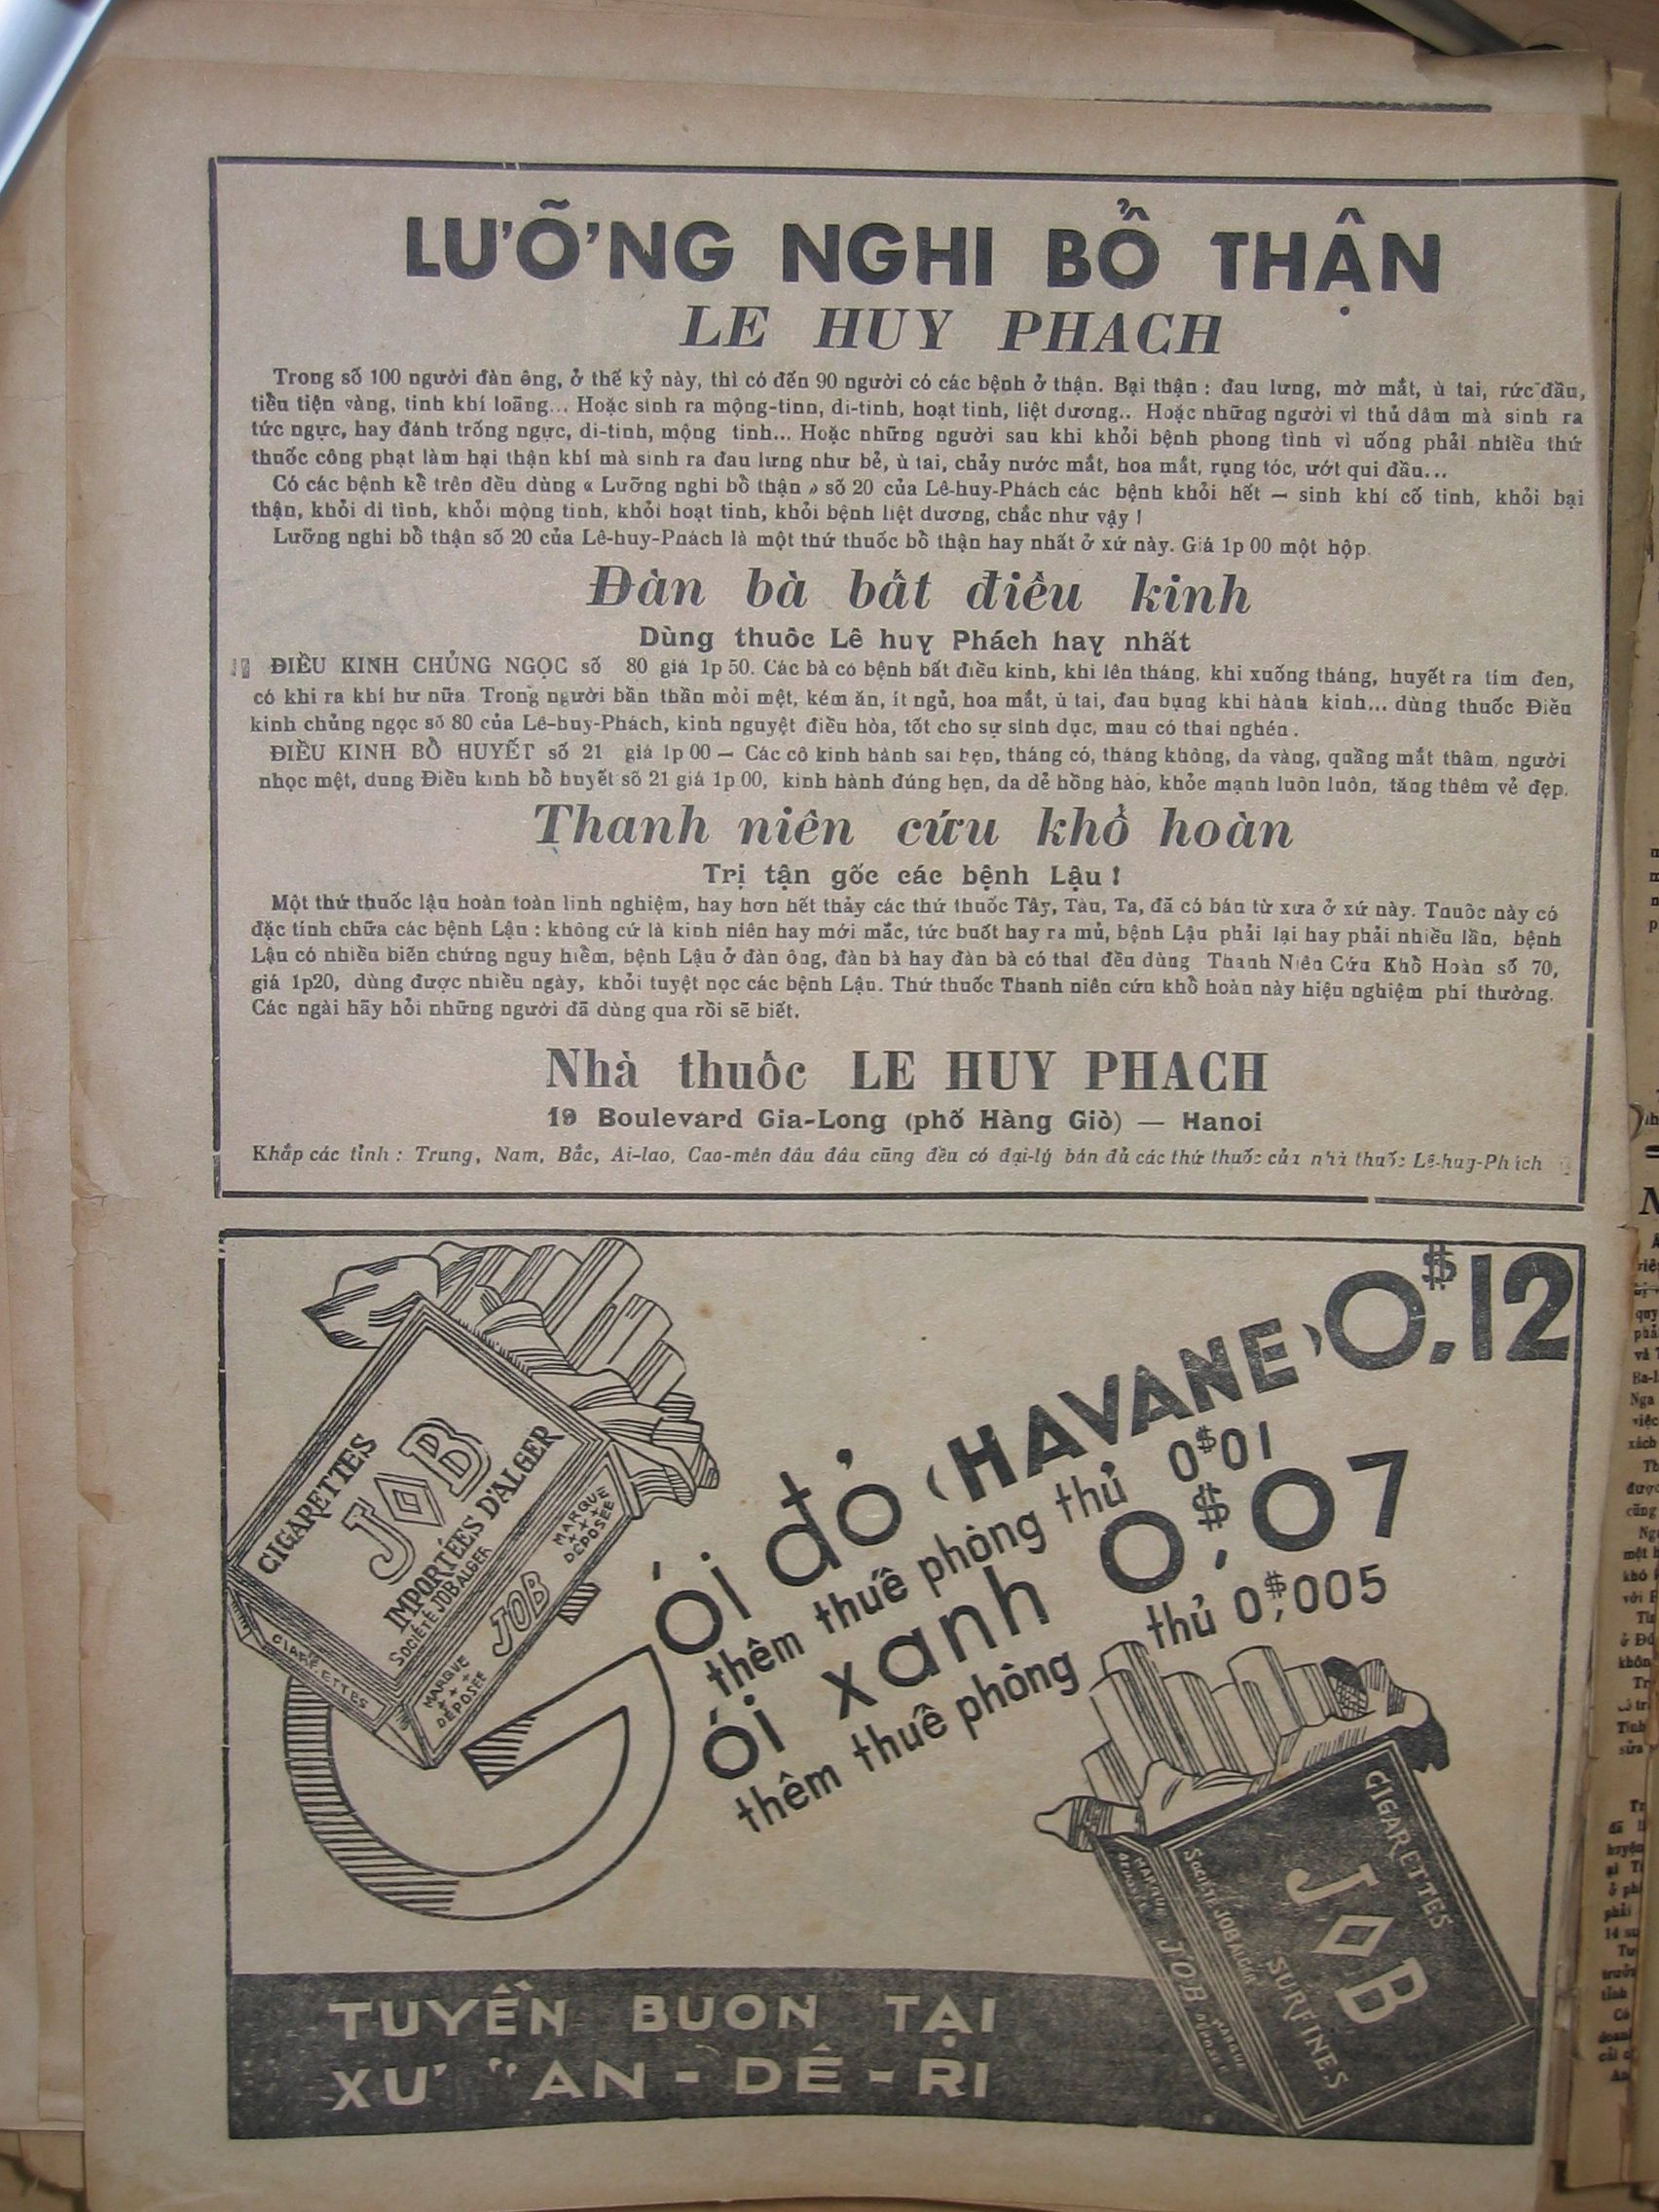 LƯỠNG NGHI BỔ THẬN
LE HUY PHACH
Trong số 100 người đàn ông, ở thế kỷ này, thì có đến 90 người có các bệnh ở thận. Bại thận : đau lưng, mờ mắt, ù tai, rức đầu,
tiểu tiện vàng, tinh khí loãng... Hoặc sinh ra mộng-tinh, di-tinh, hoạt tinh, liệt dương.. Hoặc những người vì thủ dâm mà sinh ra
tức ngực, hay đánh trống ngực, di-tinh, mộng tinh... Hoặc những người sau khi khỏi bệnh phong tình vì uống phải nhiều thứ
thuốc công phạt làm hại thận khí mà sinh ra đau lưng như bẻ, ù tai, chảy nước mắt, hoa mắt, rụng tóc, ướt qui đầu...
Có các bệnh kể trên đều dùng « Lưỡng nghi bổ thận » số 20 của Lê-huy-Phách các bệnh khỏi hết — sinh khí cố tinh, khỏi bại
thận, khỏi di tinh, khỏi mộng tinh, khỏi hoạt tinh, khỏi bệnh liệt dương, chắc như vậy !
Lưỡng nghi bổ thận số 20 của Lê-huy-Phách là một thứ thuốc bổ thận hay nhất ở xứ này. Giá 1p 00 một hộp.
Đàn bà bất điều kinh
Dùng thuốc Lê huy Phách hay nhất
ĐIỀU KINH CHỦNG NGỌC số 80 giá 1p 50. Các bà có bệnh bất điều kinh, khi lên tháng, khi xuống tháng, huyết ra tím đen,
có khi ra khí hư nữa. Trong người bần thần mỏi mệt, kém ăn, ít ngủ, hoa mắt, ù tai, đau bụng khi hành kinh... dùng thuốc Điều
kinh chủng ngọc số 80 của Lê-huy-Phách, kinh nguyệt điều hòa, tốt cho sự sinh dục, mau có thai nghén.
ĐIỀU KINH BỔ HUYẾT số 21 giá 1p 00 — Các cô kinh hành sai hẹn, tháng có, tháng không, da vàng, quầng mắt thâm, người
nhọc mệt, dung Điều kinh bổ huyết số 21 giá 1p 00, kinh hành đúng hẹn, da dẻ hồng hào, khỏe mạnh luôn luôn, tăng thêm vẻ đẹp.
Thanh niên cứu khổ hoàn
Trị tận gốc các bệnh Lậu !
Một thứ thuốc lậu hoàn toàn linh nghiệm, hay hơn hết thảy các thứ thuốc Tây, Tàu, Ta, đã có bán từ xưa ở xứ này. Thuốc này có
đặc tính chữa các bệnh Lậu : không cứ là kinh niên hay mới mắc, tức buốt hay ra mủ, bệnh Lậu phải lại hay phải nhiều lần, bệnh
Lậu có nhiều biến chứng nguy hiểm, bệnh Lậu ở đàn ông, đàn bà hay đàn bà có thai đều dùng Thanh Niên Cứu Khổ Hoàn số 70,
giá 1p20, dùng được nhiều ngày, khỏi tuyệt nọc các bệnh Lậu. Thứ thuốc Thanh niên cứu khổ hoàn này hiệu nghiệm phi thường.
Các ngài hãy hỏi những người đã dùng qua rồi sẽ biết.
Nhà thuốc LE HUY PHACH
19 Boulevard Gia-Long (phố Hàng Giò) — Hanoi
Khắp các tỉnh : Trung, Nam, Bắc, Ai-lao, Cao-mên đâu đâu cũng đều có đại-lý bán đủ các thứ thuốc của nhà thuốc Lê-huy-Phách
CIGARETTES
JOB
IMPORTÉES D'ALGER
SOCIÉTÉ JOB ALGER
CIGARETTES
MARQUE DÉPOSÉE
JOB
MARQUE DÉPOSÉE
Gói đỏ (HAVANE) 0$,12
thêm thuế phòng thủ 0$01
Gói xanh 0$,07
thêm thuế phòng thủ 0$,005
CIGARETTES
JOB
SURFINES
SOCIÉTÉ JOB ALGER
MARQUE DÉPOSÉE
JOB
MARQUE DÉPOSÉE
TUYỀN BUON TẠI
XƯ "AN-DÊ-RI